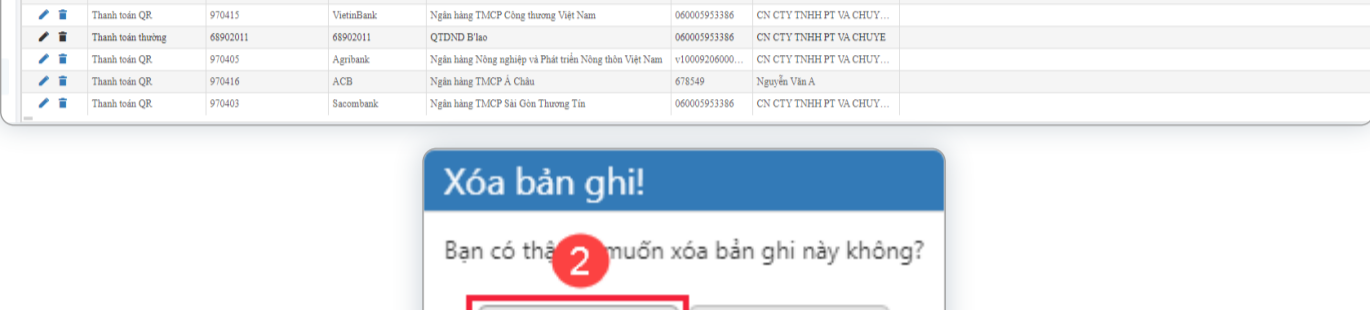 Thanh toán QR 970415 VietinBank Ngân hàng TMCP Công thương Việt Nam 060005953386 CN CTY TNHH PT VA CHUY...
Thanh toán thường 68902011 68902011 QTDND B'lao 060005953386 CN CTY TNHH PT VA CHUYE
Thanh toán QR 970405 Agribank Ngân hàng Nông nghiệp và Phát triển Nông thôn Việt Nam v10009206000... CN CTY TNHH PT VA CHUY...
Thanh toán QR 970416 ACB Ngân hàng TMCP Á Châu 678549 Nguyễn Văn A
Thanh toán QR 970403 Sacombank Ngân hàng TMCP Sài Gòn Thương Tín 060005953386 CN CTY TNHH PT VA CHUY...
Xóa bản ghi!
Bạn có muốn xóa bản ghi này không?
2